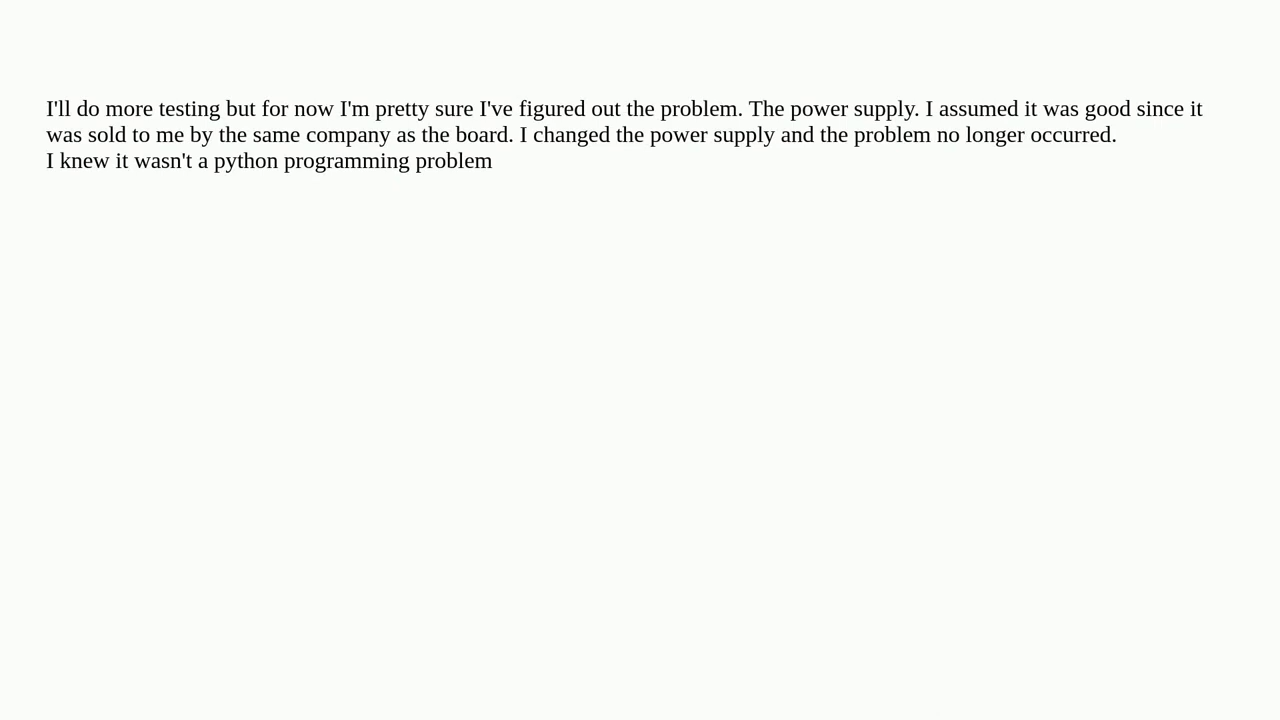 I'll do more testing but for now I'm pretty sure I've figured out the problem. The power supply. I assumed it was good since it
was sold to me by the same company as the board. I changed the power supply and the problem no longer occurred.
I knew it wasn't a python programming problem